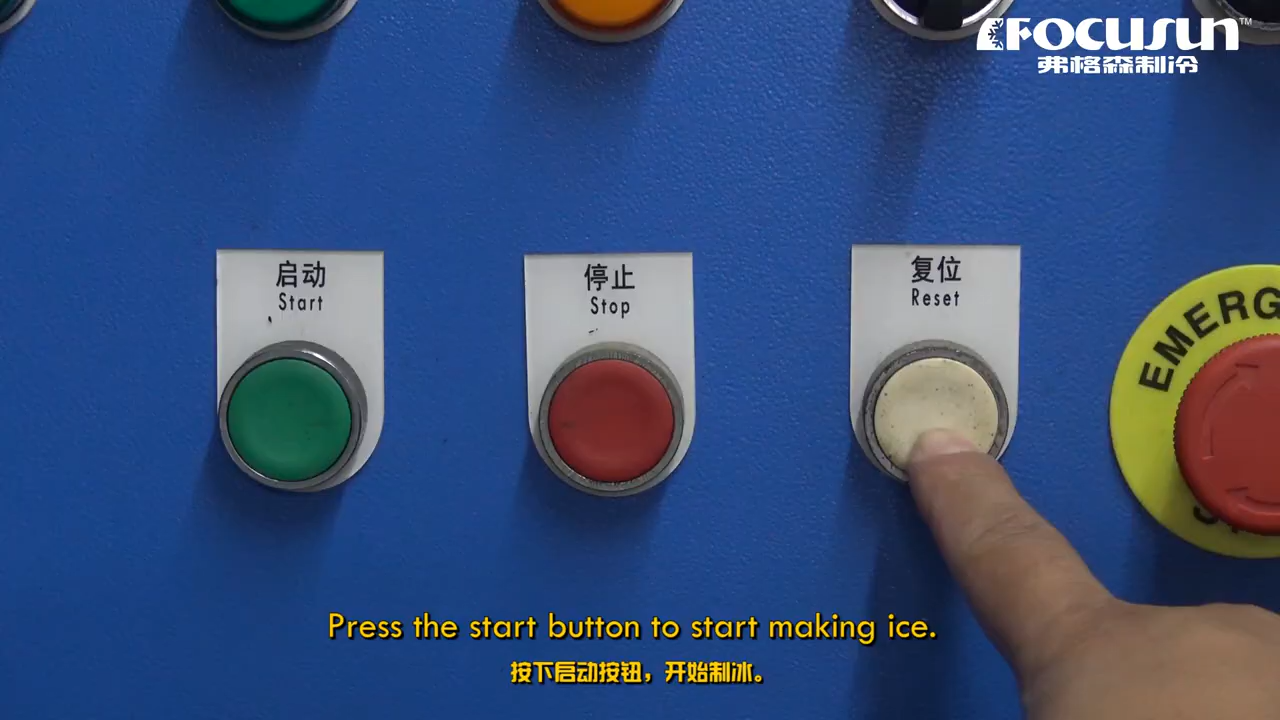 FOCUSUN™
弗格森制冷
启动
Start
停止
Stop
复位
Reset
EMERG
Press the start button to start making ice.
按下启动按钮，开始制冰。